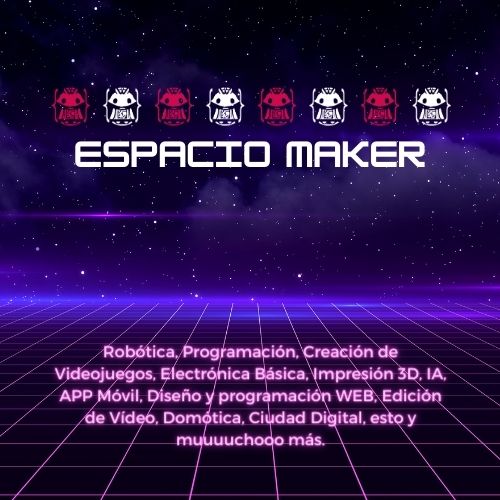 ESPACIO MAKER
Robótica, Programación, Creación de
Videojuegos, Electrónica Básica, Impresión 3D, IA,
APP Móvil, Diseño y programación WEB, Edición
de Vídeo, Domótica, Ciudad Digital, esto y
muuuuchooo más.